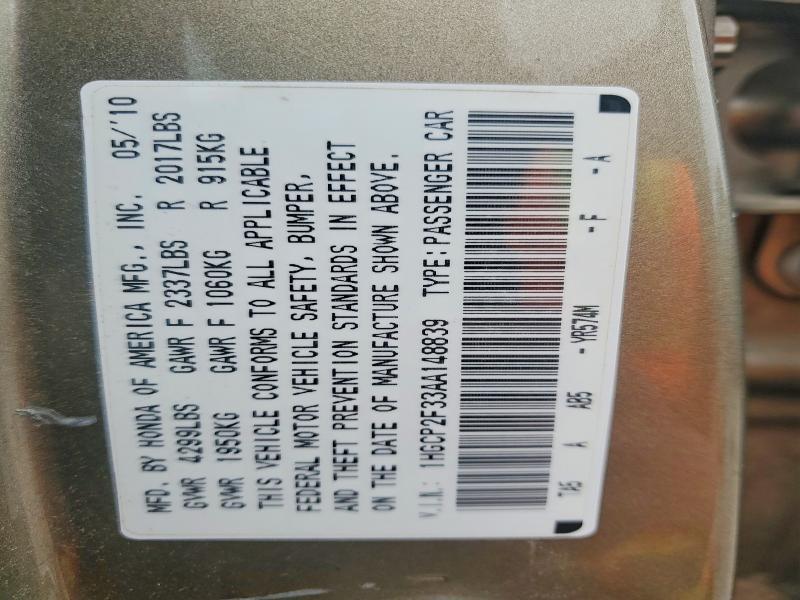 MFD. BY HONDA OF AMERICA MFG., INC. 05/'10
GVWR 4299LBS GAWR F 2337LBS R 2017LBS
GVWR 1950KG GAWR F 1060KG R 915KG
THIS VEHICLE CONFORMS TO ALL APPLICABLE
FEDERAL MOTOR VEHICLE SAFETY, BUMPER,
AND THEFT PREVENTION STANDARDS IN EFFECT
ON THE DATE OF MANUFACTURE SHOWN ABOVE.
V.I.N.: 1HGCP2F33AA148839 TYPE: PASSENGER CAR
TA5 A AB5 -YR574M -F -A